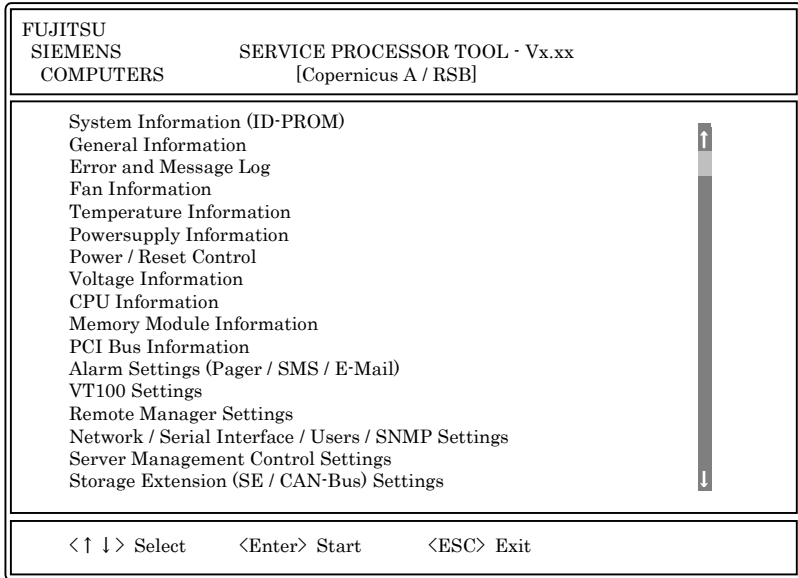 FUJITSU
SIEMENS SERVICE PROCESSOR TOOL - Vx.xx
COMPUTERS [Copernicus A / RSB]
System Information (ID-PROM)
General Information
Error and Message Log
Fan Information
Temperature Information
Powersupply Information
Power / Reset Control
Voltage Information
CPU Information
Memory Module Information
PCI Bus Information
Alarm Settings (Pager / SMS / E-Mail)
VT100 Settings
Remote Manager Settings
Network / Serial Interface / Users / SNMP Settings
Server Management Control Settings
Storage Extension (SE / CAN-Bus) Settings
<↑↓> Select <Enter> Start <ESC> Exit